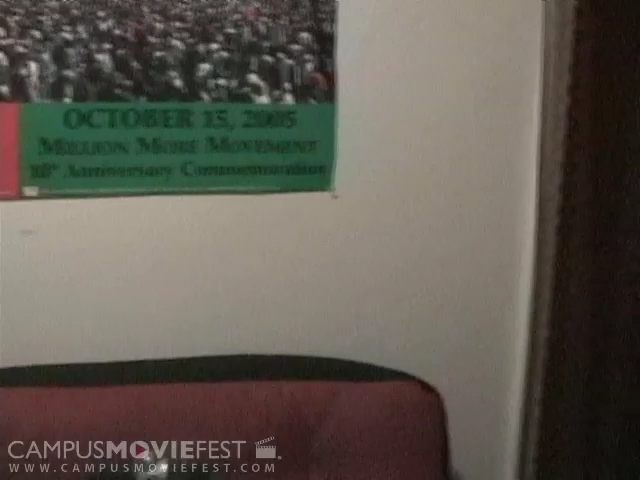 OCTOBER 15, 2005
MILLION MORE MOVEMENT
10th Anniversary Commemoration
CAMPUSMOVIEFEST
WWW.CAMPUSMOVIEFEST.COM